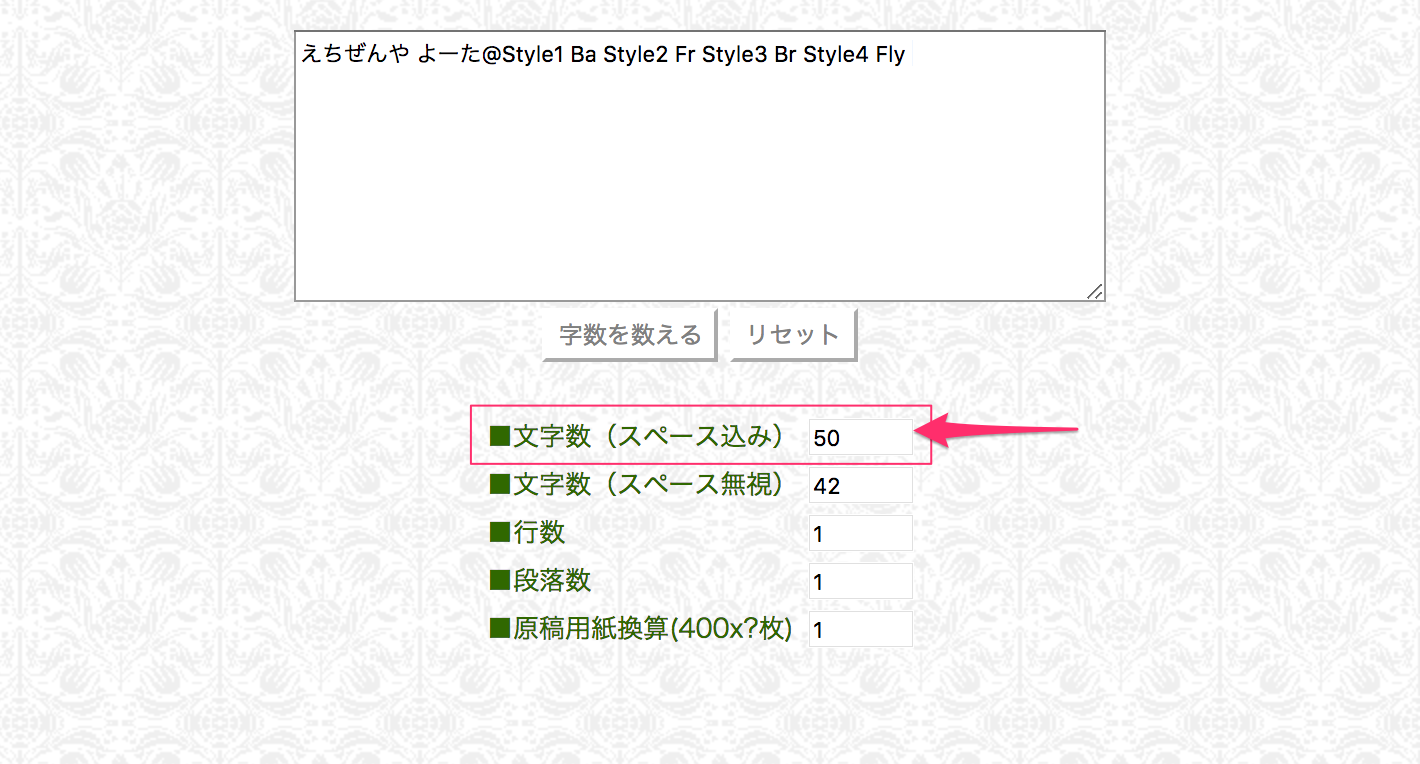 えちぜんや よーた@Style1 Ba Style2 Fr Style3 Br Style4 Fly
字数を数える リセット
■文字数（スペース込み） 50
■文字数（スペース無視） 42
■行数 1
■段落数 1
■原稿用紙換算(400x?枚) 1